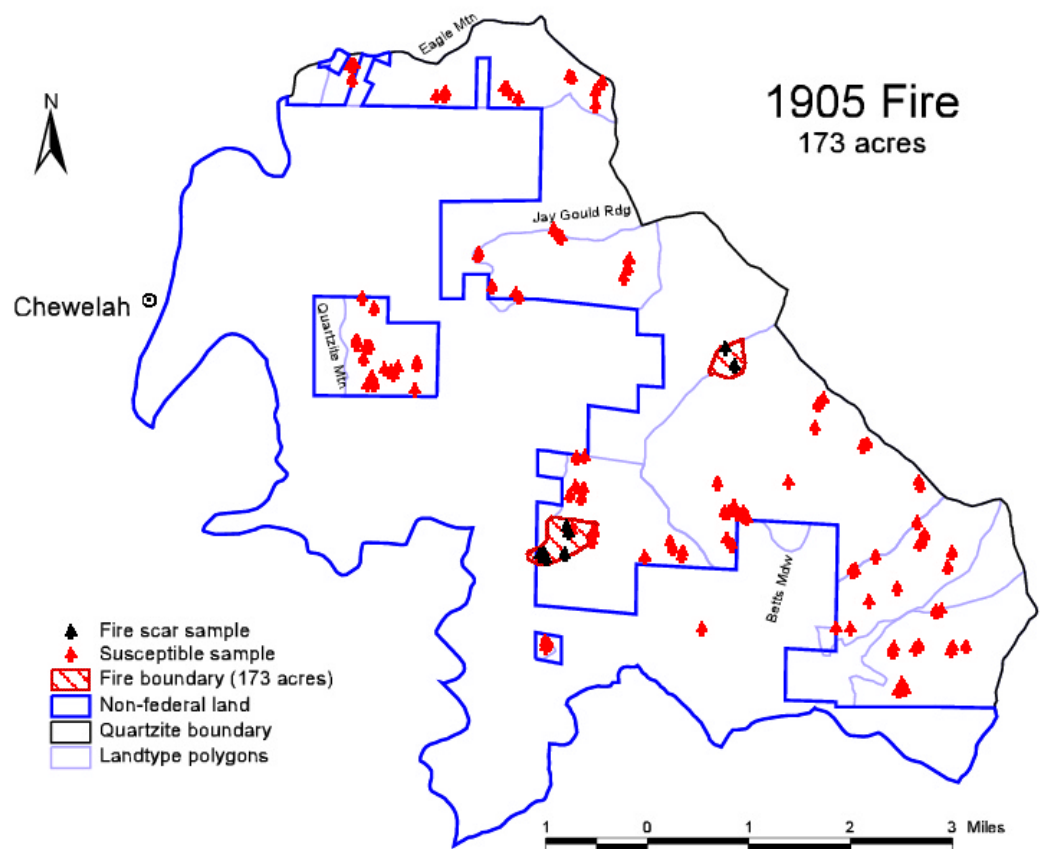 Eagle Mtn
N
1905 Fire
173 acres
Jay Gould Rdg
Chewelah
Quartzite Mtn
Betts Mdw
Fire scar sample
Susceptible sample
Fire boundary (173 acres)
Non-federal land
Quartzite boundary
Landtype polygons
1 0 1 2 3 Miles